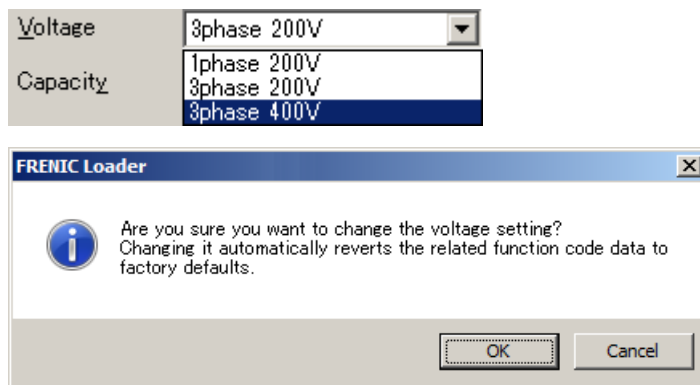 Voltage
3phase 200V
1phase 200V
Capacity
3phase 200V
3phase 400V
FRENIC Loader
Are you sure you want to change the voltage setting?
Changing it automatically reverts the related function code data to
factory defaults.
OK
Cancel